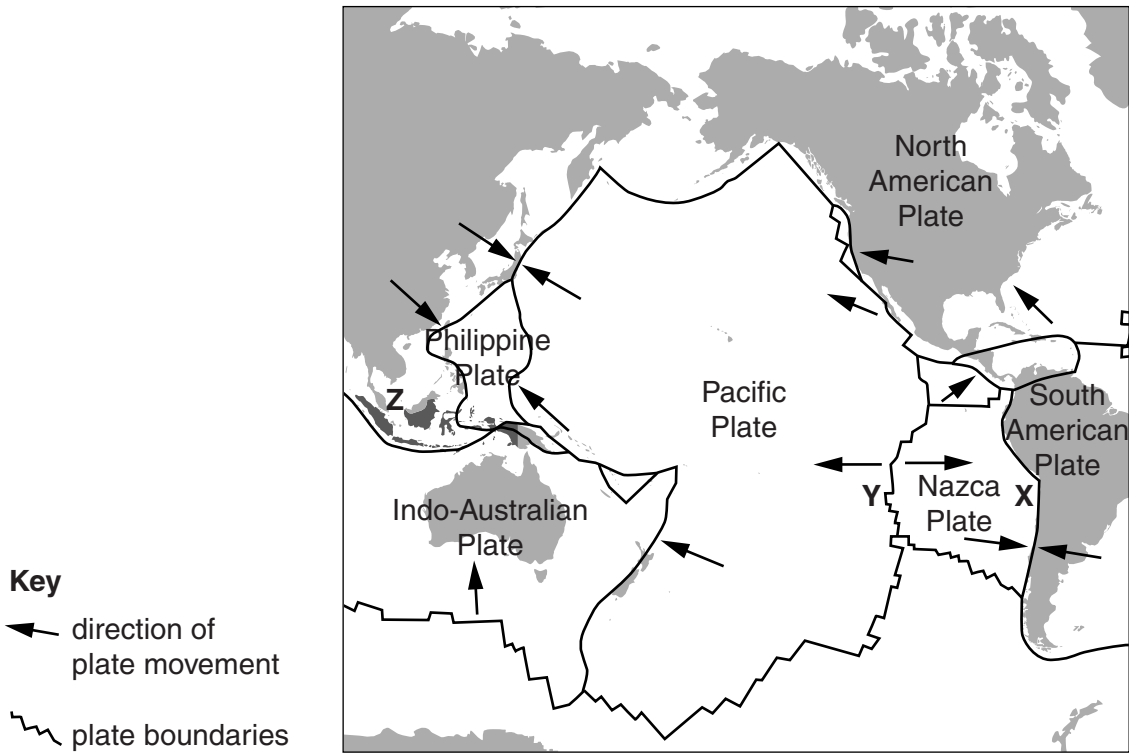 North
American
Plate
Philippine
Plate
Z
Pacific
Plate
South
American
Plate
Indo-Australian
Plate
Y
Nazca
Plate
X
Key
direction of
plate movement
plate boundaries